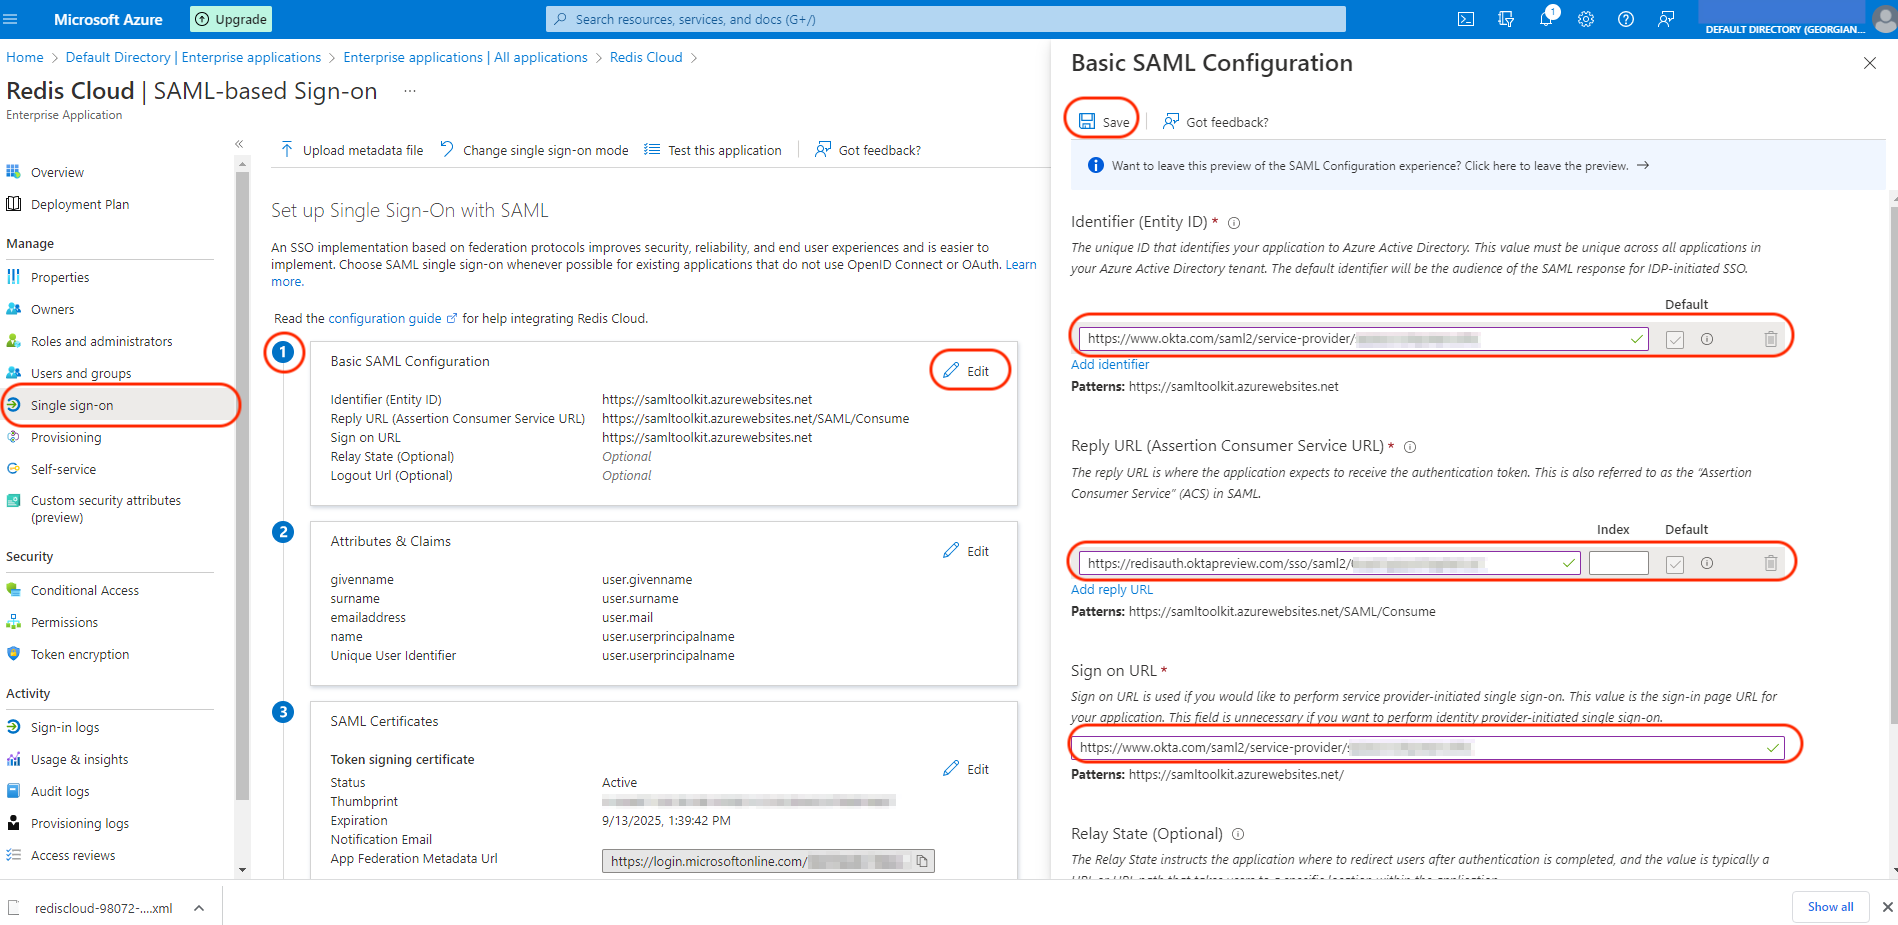 Microsoft Azure
Upgrade
Search resources, services, and docs (G+/)
1
DEFAULT DIRECTORY (GEORGIAN...
Home > Default Directory | Enterprise applications > Enterprise applications | All applications > Redis Cloud >
Redis Cloud | SAML-based Sign-on ...
Enterprise Application
«
Overview
Deployment Plan
Manage
Properties
Owners
Roles and administrators
Users and groups
Single sign-on
Provisioning
Self-service
Custom security attributes
(preview)
Security
Conditional Access
Permissions
Token encryption
Activity
Sign-in logs
Usage & insights
Audit logs
Provisioning logs
Access reviews
Upload metadata file
Change single sign-on mode
Test this application
Got feedback?
Set up Single Sign-On with SAML
An SSO implementation based on federation protocols improves security, reliability, and end user experiences and is easier to
implement. Choose SAML single sign-on whenever possible for existing applications that do not use OpenID Connect or OAuth. Learn
more.
Read the configuration guide for help integrating Redis Cloud.
1
Basic SAML Configuration
Edit
Identifier (Entity ID) https://samltoolkit.azurewebsites.net
Reply URL (Assertion Consumer Service URL) https://samltoolkit.azurewebsites.net/SAML/Consume
Sign on URL https://samltoolkit.azurewebsites.net
Relay State (Optional) Optional
Logout Url (Optional) Optional
2
Attributes & Claims
Edit
givenname user.givenname
surname user.surname
emailaddress user.mail
name user.userprincipalname
Unique User Identifier user.userprincipalname
3
SAML Certificates
Token signing certificate
Edit
Status Active
Thumbprint
Expiration 9/13/2025, 1:39:42 PM
Notification Email
App Federation Metadata Url https://login.microsoftonline.com/
Basic SAML Configuration
Save
Got feedback?
Want to leave this preview of the SAML Configuration experience? Click here to leave the preview. →
Identifier (Entity ID) *
The unique ID that identifies your application to Azure Active Directory. This value must be unique across all applications in
your Azure Active Directory tenant. The default identifier will be the audience of the SAML response for IDP-initiated SSO.
Default
https://www.okta.com/saml2/service-provider/
Add identifier
Patterns: https://samltoolkit.azurewebsites.net
Reply URL (Assertion Consumer Service URL) *
The reply URL is where the application expects to receive the authentication token. This is also referred to as the “Assertion
Consumer Service” (ACS) in SAML.
Index Default
https://redisauth.oktapreview.com/sso/saml2/
Add reply URL
Patterns: https://samltoolkit.azurewebsites.net/SAML/Consume
Sign on URL *
Sign on URL is used if you would like to perform service provider-initiated single sign-on. This value is the sign-in page URL for
your application. This field is unnecessary if you want to perform identity provider-initiated single sign-on.
https://www.okta.com/saml2/service-provider/
Patterns: https://samltoolkit.azurewebsites.net/
Relay State (Optional)
The Relay State instructs the application where to redirect users after authentication is completed, and the value is typically a
URL or URL path that takes users to a specific location within the application.
rediscloud-98072-....xml
Show all